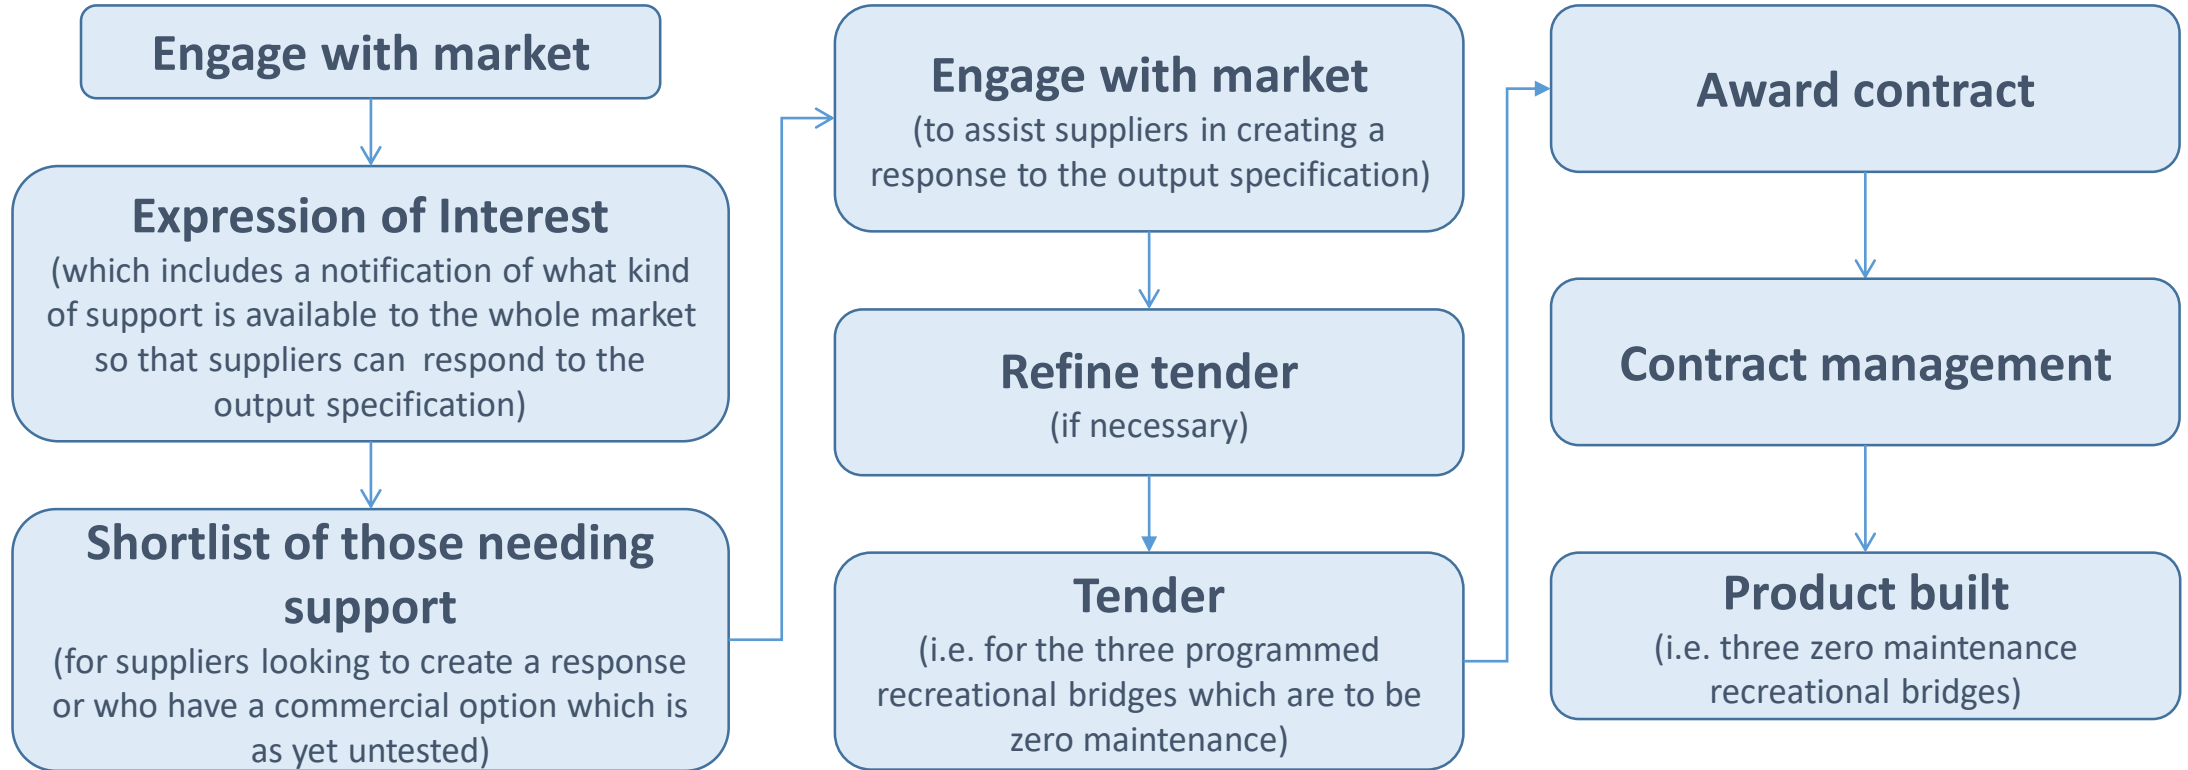 Engage with market
Expression of Interest
(which includes a notification of what kind
of support is available to the whole market
so that suppliers can respond to the
output specification)
Shortlist of those needing
support
(for suppliers looking to create a response
or who have a commercial option which is
as yet untested)
Engage with market
(to assist suppliers in creating a
response to the output specification)
Refine tender
(if necessary)
Tender
(i.e. for the three programmed
recreational bridges which are to be
zero maintenance)
Award contract
Contract management
Product built
(i.e. three zero maintenance
recreational bridges)